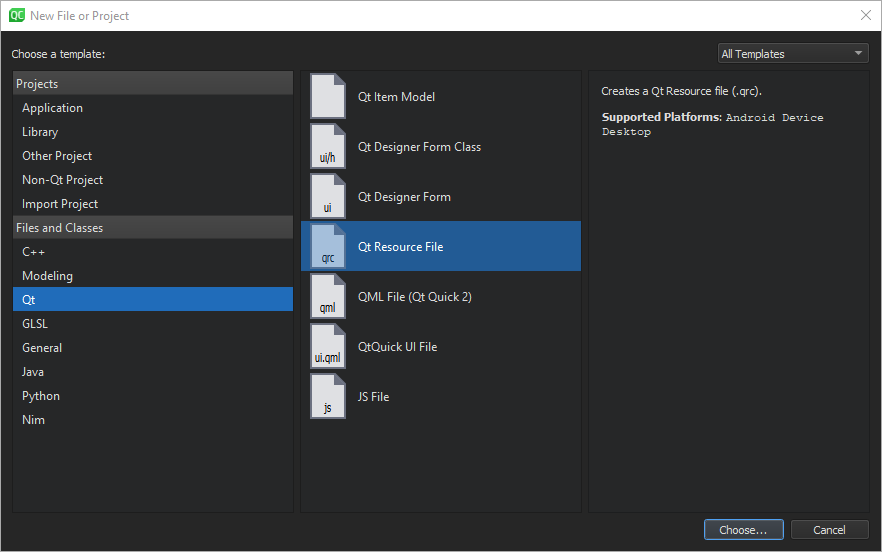 QC New File or Project
Choose a template:
All Templates
Projects
Application
Library
Other Project
Non-Qt Project
Import Project
Files and Classes
C++
Modeling
Qt
GLSL
General
Java
Python
Nim
Qt Item Model
ui/h Qt Designer Form Class
ui Qt Designer Form
qrc Qt Resource File
qml QML File (Qt Quick 2)
ui.qml QtQuick UI File
js JS File
Creates a Qt Resource file (.qrc).
Supported Platforms: Android Device
Desktop
Choose...
Cancel